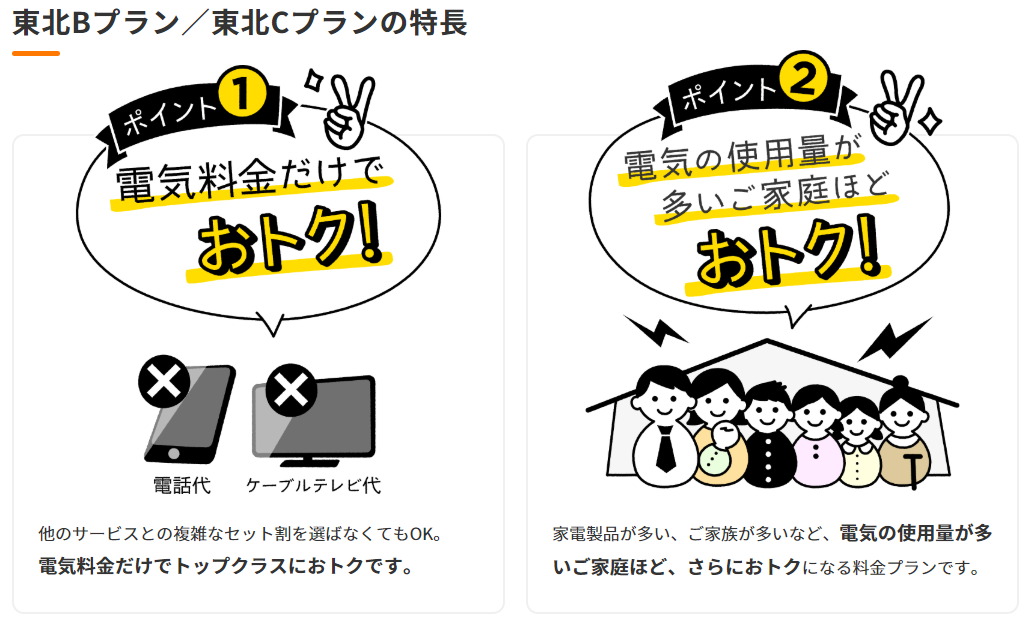 東北Bプラン／東北Cプランの特長
ポイント1
電気料金だけで
おトク!
電話代
ケーブルテレビ代
他のサービスとの複雑なセット割を選ばなくてもOK。
電気料金だけでトップクラスにおトクです。
ポイント2
電気の使用量が
多いご家庭ほど
おトク!
家電製品が多い、ご家族が多いなど、電気の使用量が多
いご家庭ほど、さらにおトクになる料金プランです。